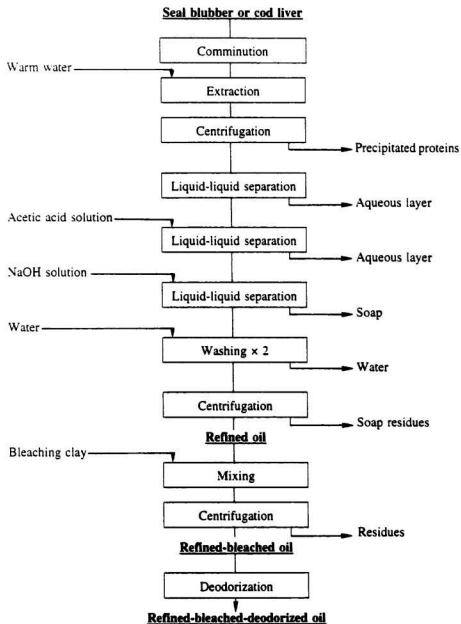 Seal blubber or cod liver
Comminution
Warm water
Extraction
Centrifugation
Precipitated proteins
Liquid-liquid separation
Aqueous layer
Acetic acid solution
Liquid-liquid separation
Aqueous layer
NaOH solution
Liquid-liquid separation
Soap
Water
Washing × 2
Water
Centrifugation
Soap residues
Refined oil
Bleaching clay
Mixing
Centrifugation
Residues
Refined-bleached oil
Deodorization
Refined-bleached-deodorized oil